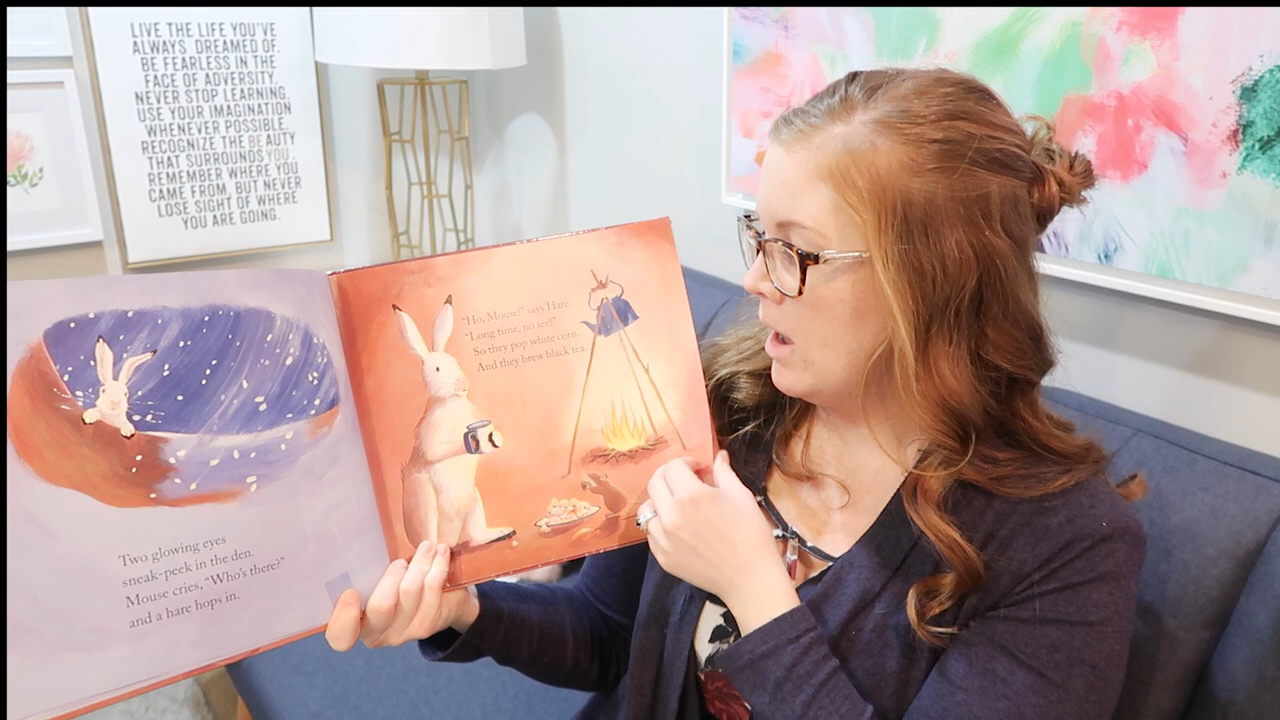 LIVE THE LIFE YOU'VE
ALWAYS DREAMED OF.
BE FEARLESS IN THE
FACE OF ADVERSITY.
NEVER STOP LEARNING.
USE YOUR IMAGINATION
WHENEVER POSSIBLE.
RECOGNIZE THE BEAUTY
THAT SURROUNDS YOU.
REMEMBER WHERE YOU
CAME FROM, BUT NEVER
LOSE SIGHT OF WHERE
YOU ARE GOING.
Two glowing eyes
sneak-peek in the den.
Mouse cries, "Who's there?"
and a hare hops in.
"Ho, Mouse!" says Hare.
"Long time, no see!"
So they pop white corn.
And they brew black tea.